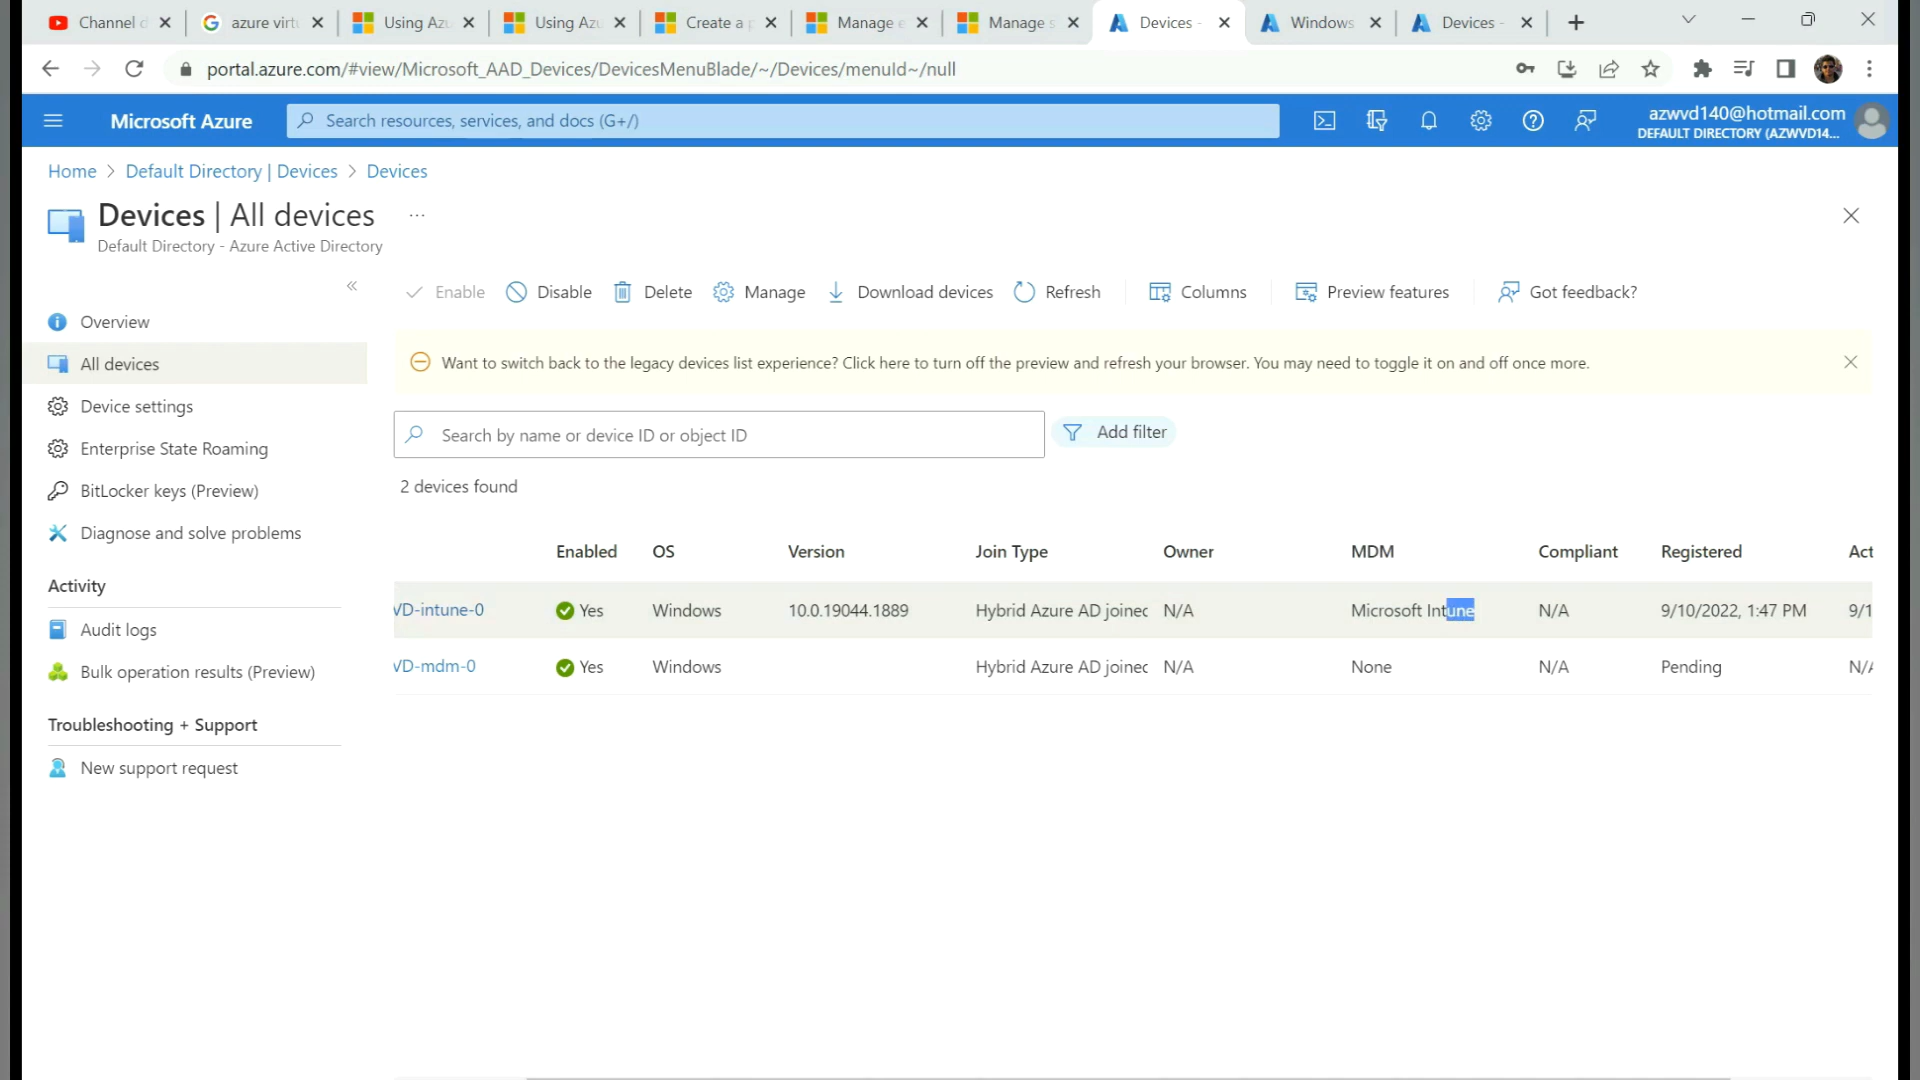 Channel d
azure virtu
Using Azu
Using Azu
Create a p
Manage e
Manage s
Devices -
Windows
Devices -
portal.azure.com/#view/Microsoft_AAD_Devices/DevicesMenuBlade/~/Devices/menuId~/null
Microsoft Azure
Search resources, services, and docs (G+/)
azwvd140@hotmail.com
DEFAULT DIRECTORY (AZWVD14...
Home > Default Directory | Devices > Devices
Devices | All devices ...
Default Directory - Azure Active Directory
«
Enable Disable Delete Manage Download devices Refresh Columns Preview features Got feedback?
Overview
All devices
Device settings
Enterprise State Roaming
BitLocker keys (Preview)
Diagnose and solve problems
Activity
Audit logs
Bulk operation results (Preview)
Troubleshooting + Support
New support request
Want to switch back to the legacy devices list experience? Click here to turn off the preview and refresh your browser. You may need to toggle it on and off once more.
Search by name or device ID or object ID
Add filter
2 devices found
Enabled OS Version Join Type Owner MDM Compliant Registered Act
VD-intune-0 Yes Windows 10.0.19044.1889 Hybrid Azure AD joined N/A Microsoft Intune N/A 9/10/2022, 1:47 PM 9/1
VD-mdm-0 Yes Windows Hybrid Azure AD joined N/A None N/A Pending N/A